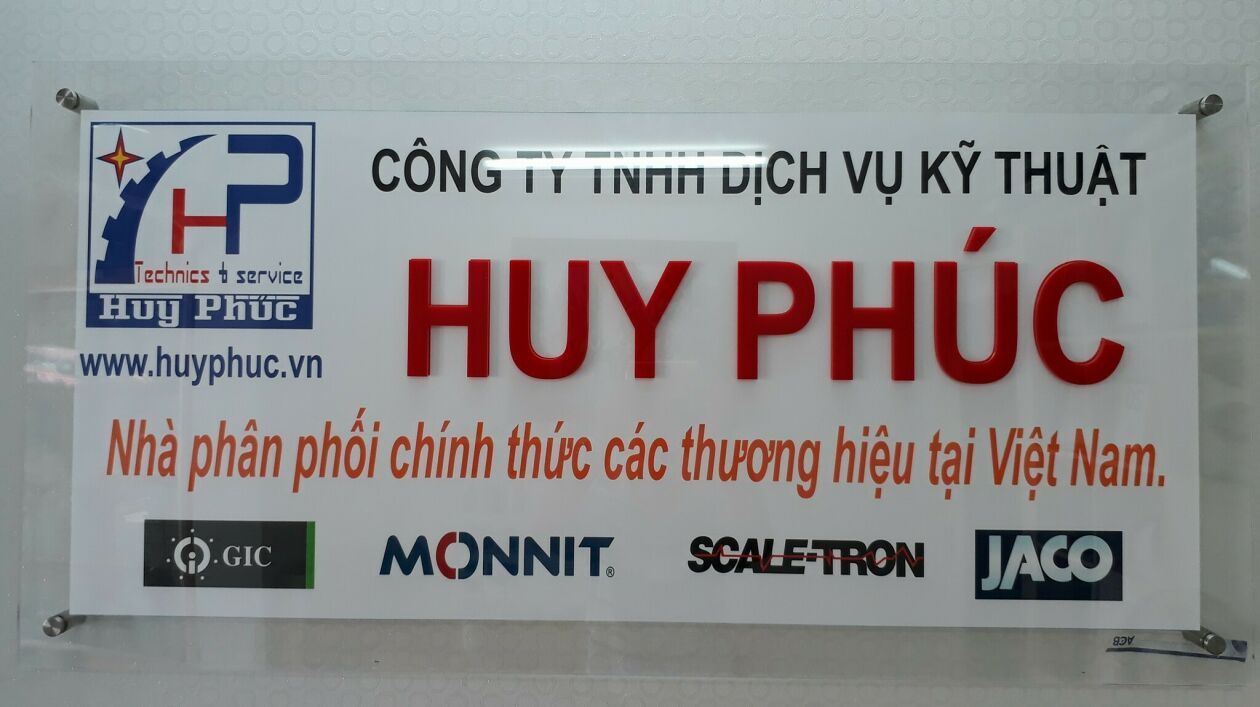 HP
Technics & service
Huy Phúc
www.huyphuc.vn
CÔNG TY TNHH DỊCH VỤ KỸ THUẬT
HUY PHÚC
Nhà phân phối chính thức các thương hiệu tại Việt Nam.
GIC
MONNIT®
SCALE-TRON
JACO
ACB